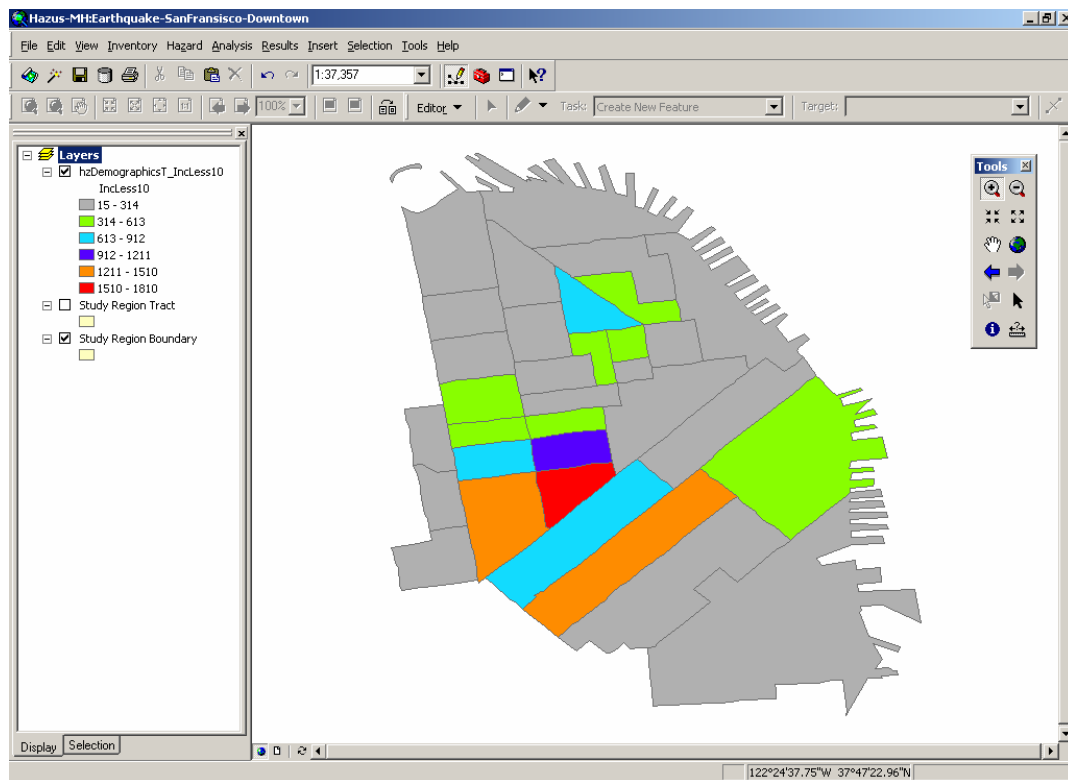 Hazus-MH:Earthquake-SanFransisco-Downtown
File Edit View Inventory Hazard Analysis Results Insert Selection Tools Help
1:37,357
100% Editor Task: Create New Feature Target:
Layers
hzDemographicsT_IncLess10
IncLess10
15 - 314
314 - 613
613 - 912
912 - 1211
1211 - 1510
1510 - 1810
Study Region Tract
Study Region Boundary
Tools
Display Selection
122°24'37.75"W 37°47'22.96"N